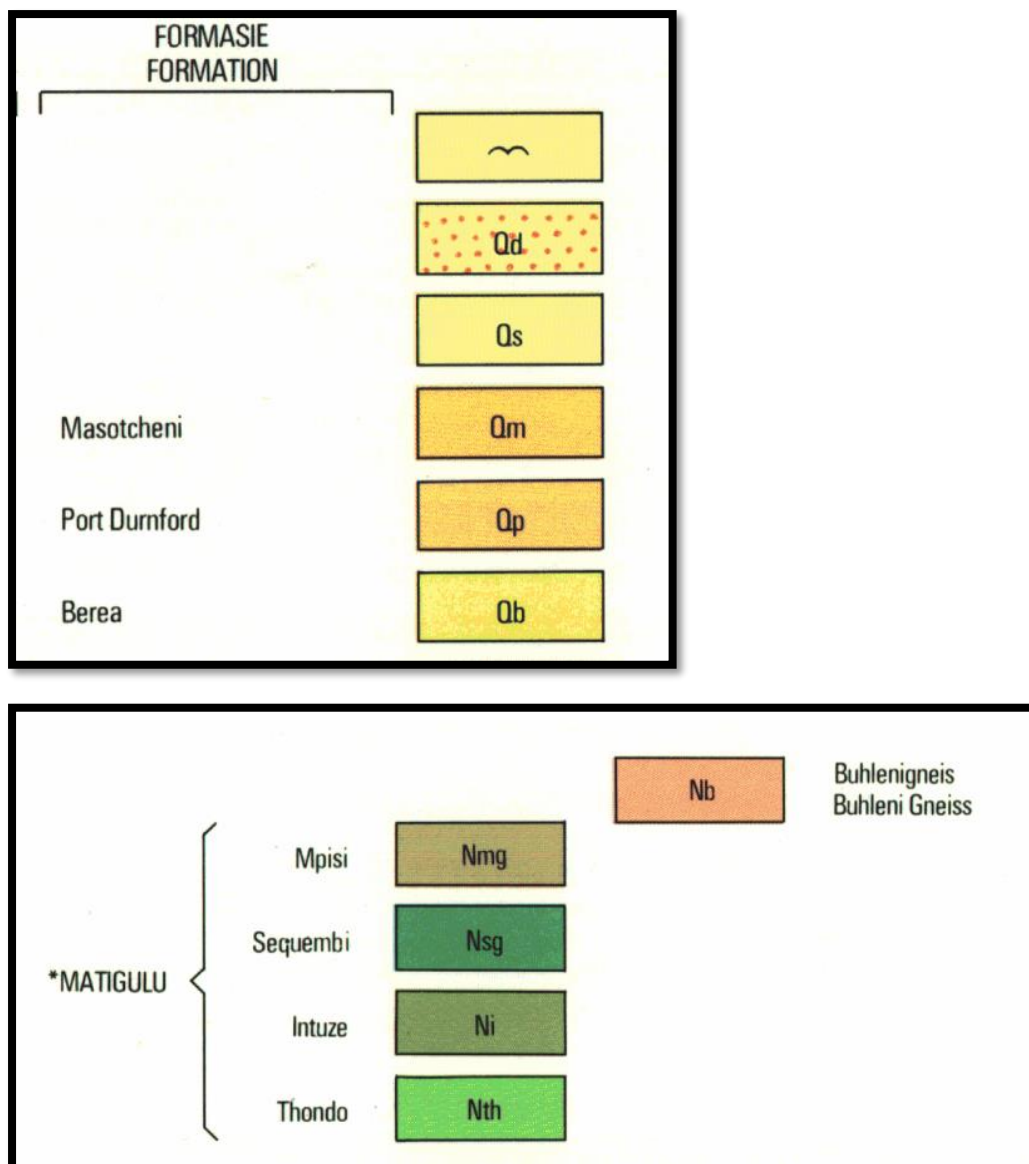 FORMASIE
FORMATION
Qd
Qs
Masotcheni Qm
Port Durnford Qp
Berea Qb
Nb Buhlenigneis
Buhleni Gneiss
Mpisi Nmg
Sequembi Nsg
*MATIGULU
Intuze Ni
Thondo Nth